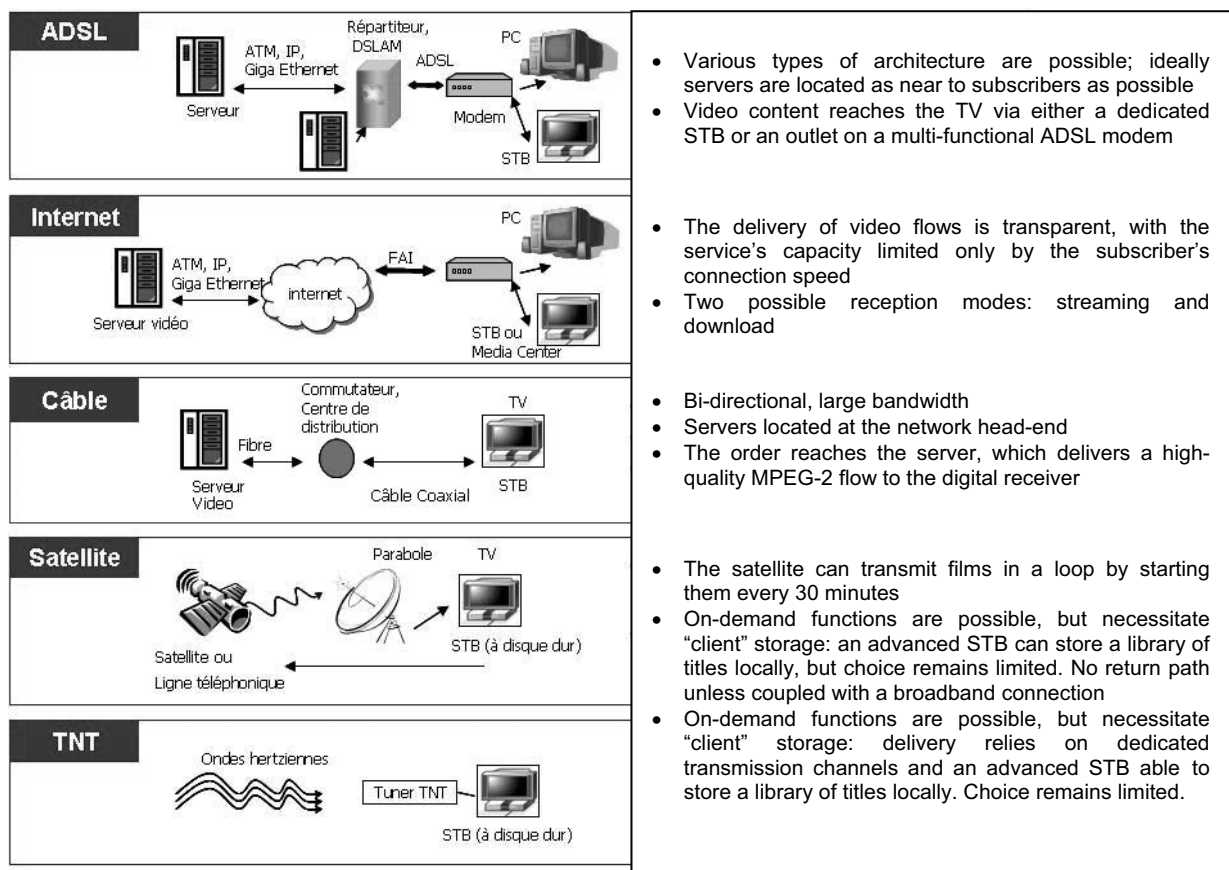 ADSL
Serveur
ATM, IP,
Giga Ethernet
Répartiteur,
DSLAM
ADSL
Modem
PC
STB
• Various types of architecture are possible; ideally
servers are located as near to subscribers as possible
• Video content reaches the TV via either a dedicated
STB or an outlet on a multi-functional ADSL modem
Internet
Serveur vidéo
ATM, IP,
Giga Ethernet
internet
FAI
PC
STB ou
Media Center
• The delivery of video flows is transparent, with the
service's capacity limited only by the subscriber's
connection speed
• Two possible reception modes: streaming and
download
Câble
Serveur
Video
Fibre
Commutateur,
Centre de
distribution
Câble Coaxial
TV
STB
• Bi-directional, large bandwidth
• Servers located at the network head-end
• The order reaches the server, which delivers a high-
quality MPEG-2 flow to the digital receiver
Satellite
Parabole
TV
STB (à disque dur)
Satellite ou
Ligne téléphonique
• The satellite can transmit films in a loop by starting
them every 30 minutes
• On-demand functions are possible, but necessitate
“client” storage: an advanced STB can store a library of
titles locally, but choice remains limited. No return path
unless coupled with a broadband connection
TNT
Ondes hertziennes
Tuner TNT
STB (à disque dur)
• On-demand functions are possible, but necessitate
“client” storage: delivery relies on dedicated
transmission channels and an advanced STB able to
store a library of titles locally. Choice remains limited.